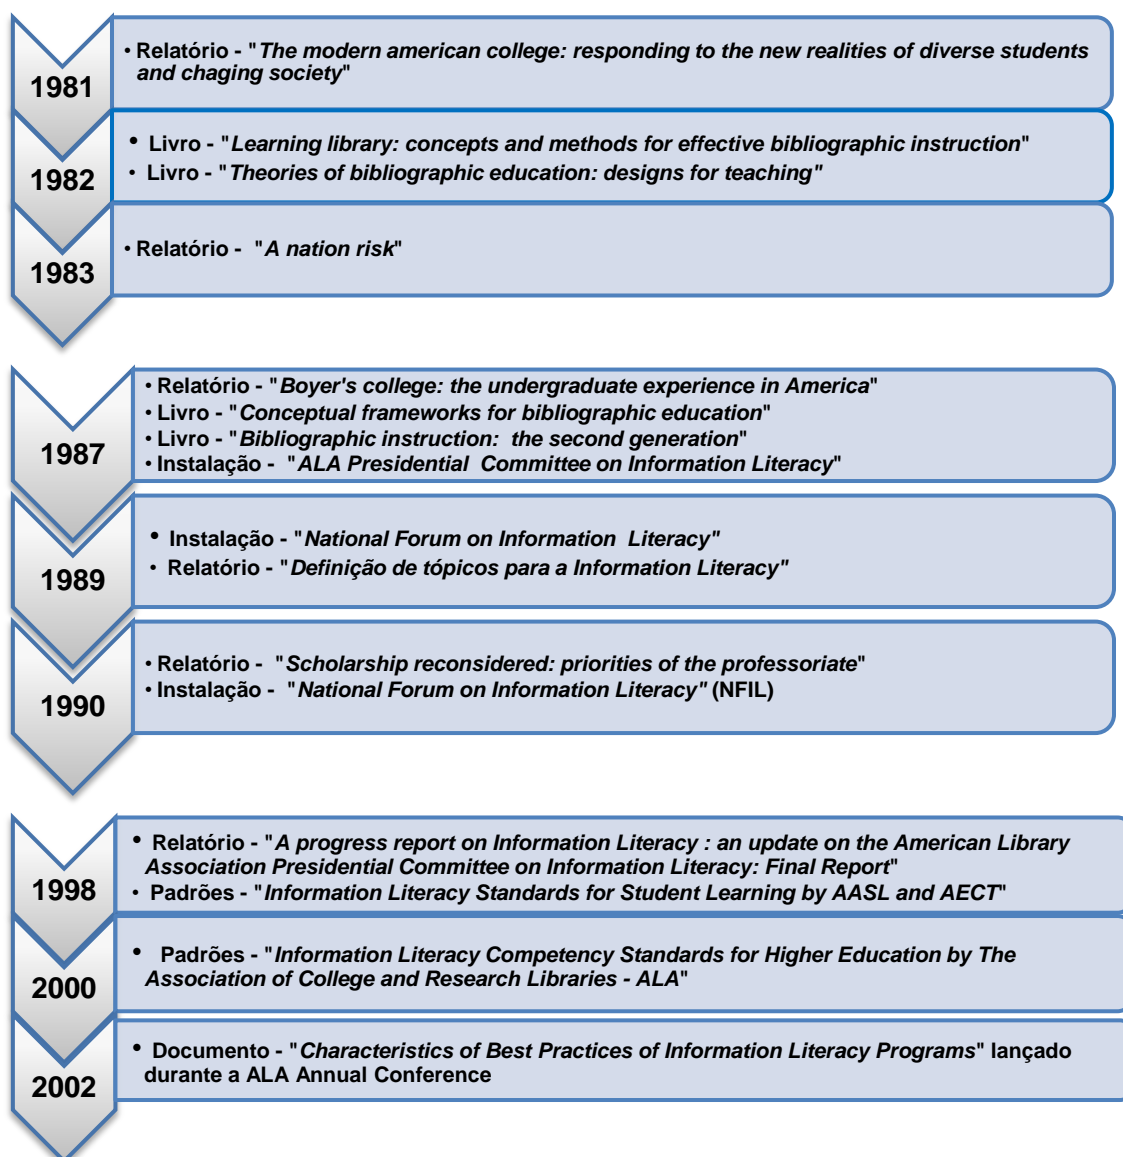 1981
• Relatório - "The modern american college: responding to the new realities of diverse students
and chaging society"
1982
• Livro - "Learning library: concepts and methods for effective bibliographic instruction"
• Livro - "Theories of bibliographic education: designs for teaching"
1983
• Relatório - "A nation risk"
1987
• Relatório - "Boyer's college: the undergraduate experience in America"
• Livro - "Conceptual frameworks for bibliographic education"
• Livro - "Bibliographic instruction: the second generation"
• Instalação - "ALA Presidential Committee on Information Literacy"
1989
• Instalação - "National Forum on Information Literacy"
• Relatório - "Definição de tópicos para a Information Literacy"
1990
• Relatório - "Scholarship reconsidered: priorities of the professoriate"
• Instalação - "National Forum on Information Literacy" (NFIL)
1998
• Relatório - "A progress report on Information Literacy : an update on the American Library
Association Presidential Committee on Information Literacy: Final Report"
• Padrões - "Information Literacy Standards for Student Learning by AASL and AECT"
2000
• Padrões - "Information Literacy Competency Standards for Higher Education by The
Association of College and Research Libraries - ALA"
2002
• Documento - "Characteristics of Best Practices of Information Literacy Programs" lançado
durante a ALA Annual Conference